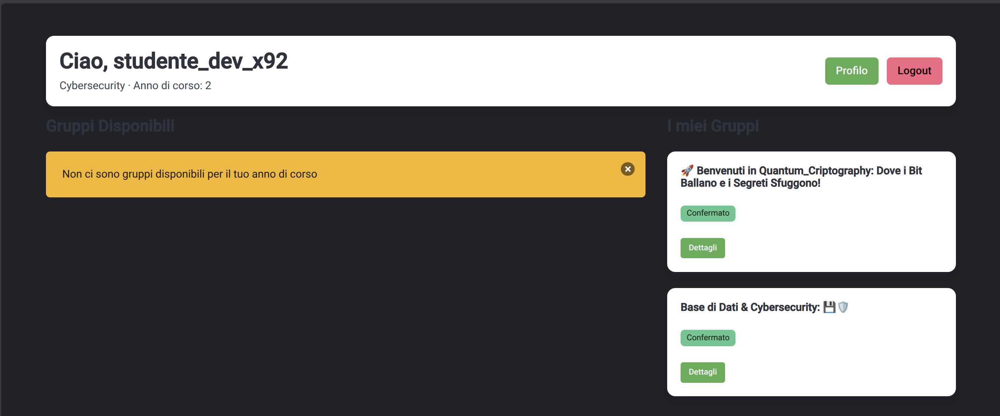 Ciao, studente_dev_x92
Cybersecurity · Anno di corso: 2
Profilo
Logout
Gruppi Disponibili
Non ci sono gruppi disponibili per il tuo anno di corso
I miei Gruppi
🚀 Benvenuti in Quantum_Criptography: Dove i Bit
Ballano e i Segreti Sfuggono!
Confermato
Dettagli
Base di Dati & Cybersecurity: 💾🛡️
Confermato
Dettagli